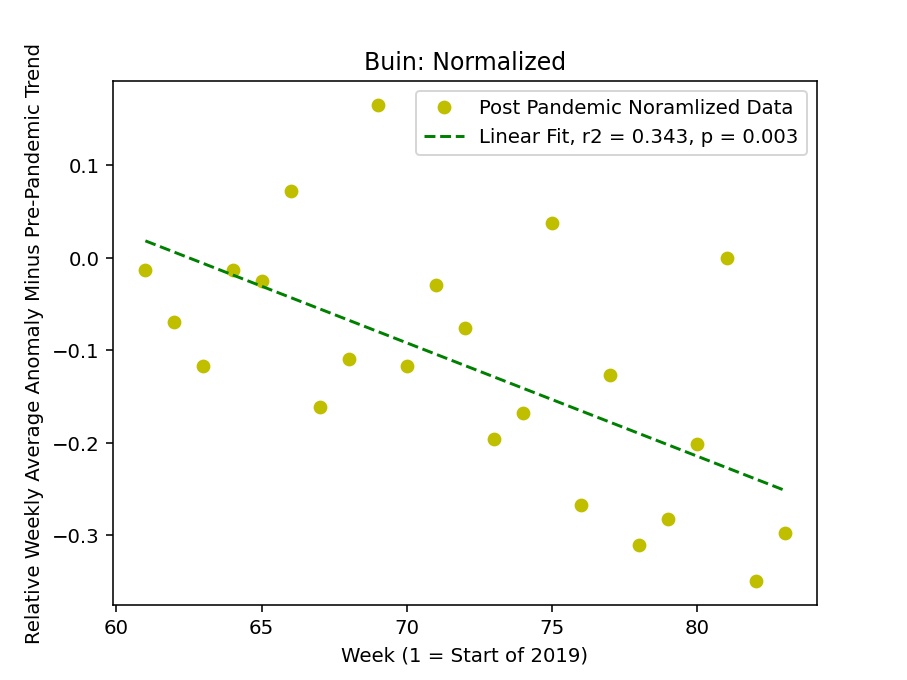 Buin: Normalized
Post Pandemic Noramlized Data
Linear Fit, r2 = 0.343, p = 0.003
Relative Weekly Average Anomaly Minus Pre-Pandemic Trend
0.1
0.0
−0.1
−0.2
−0.3
60 65 70 75 80
Week (1 = Start of 2019)